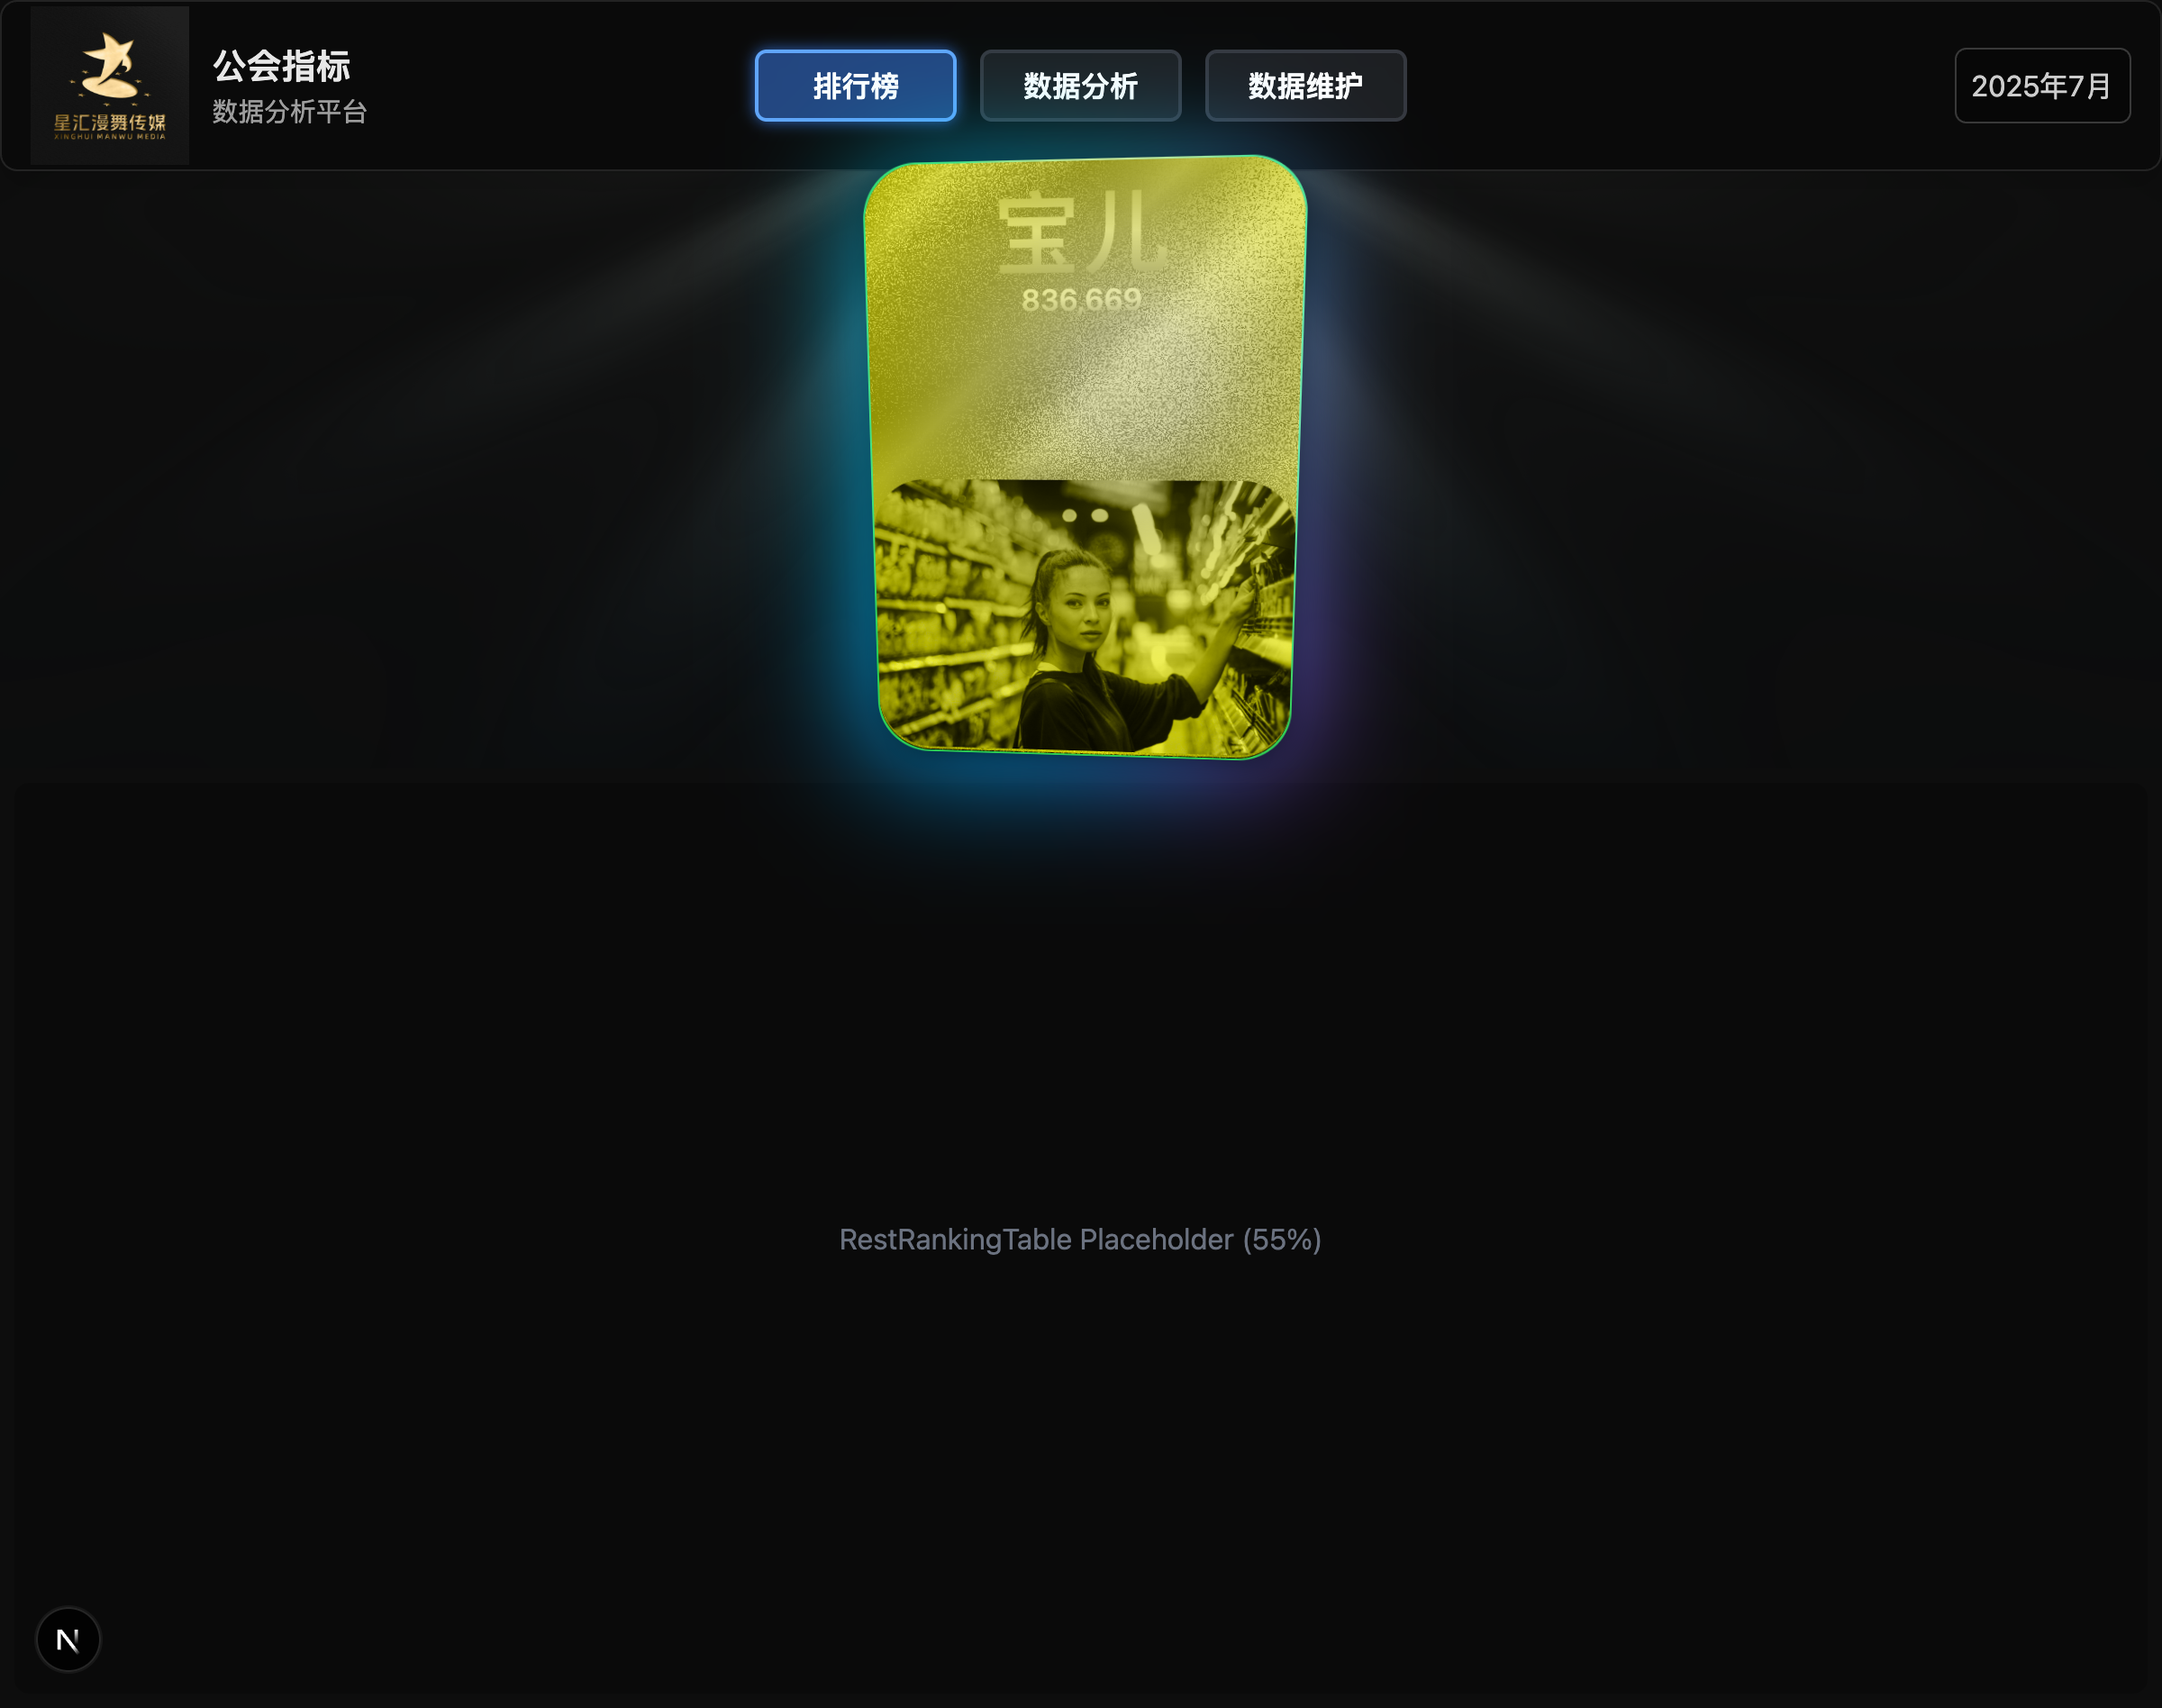 星汇漫舞传媒
XINGHUI MANWU MEDIA
公会指标
数据分析平台
排行榜
数据分析
数据维护
2025年7月
宝儿
836,669
RestRankingTable Placeholder (55%)
N